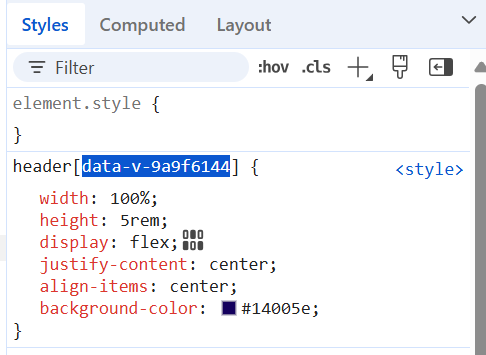 Styles Computed Layout
Filter :hov .cls
element.style {
}
header[data-v-9a9f6144] { <style>
width: 100%;
height: 5rem;
display: flex;
justify-content: center;
align-items: center;
background-color: #14005e;
}